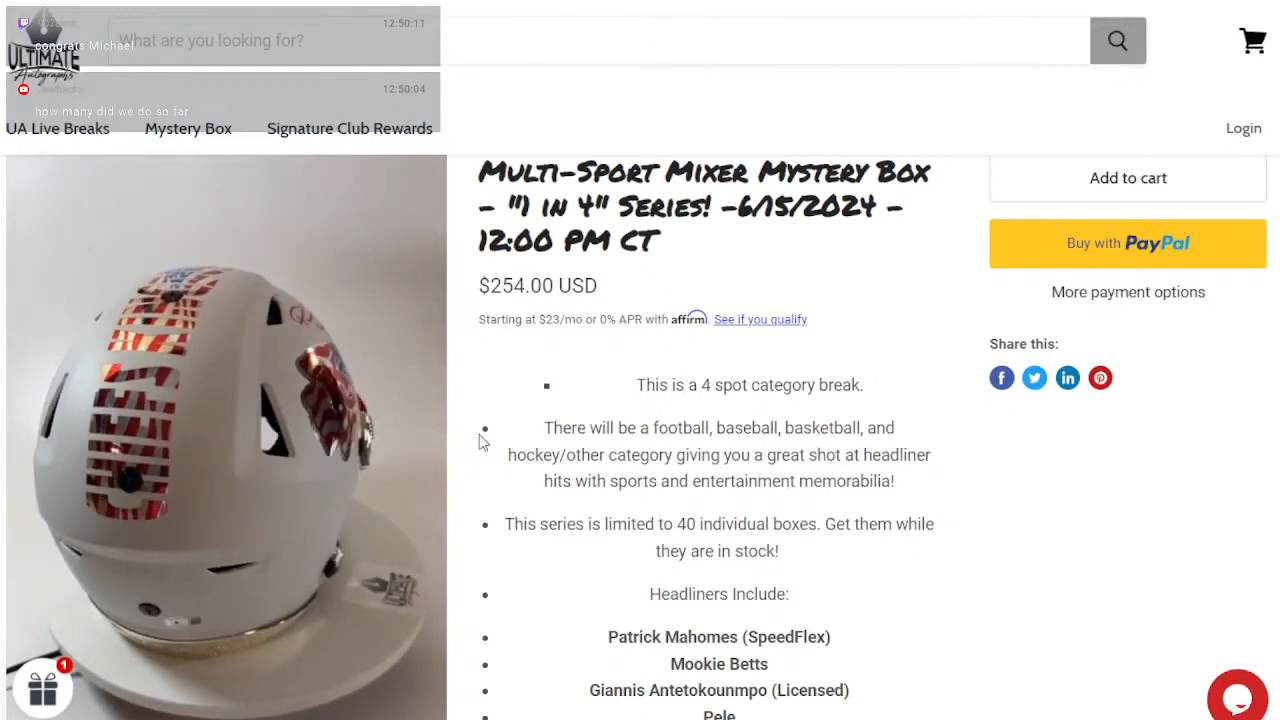 12:50:11
congrats Michael
What are you looking for?
ULTIMATE
Autographs
12:50:04
how many did we do so far
UA Live Breaks
Mystery Box
Signature Club Rewards
Login
Multi-Sport Mixer Mystery Box
- "1 in 4" Series! -6/15/2024 -
12:00 PM CT
$254.00 USD
Starting at $23/mo or 0% APR with affirm. See if you qualify
This is a 4 spot category break.
There will be a football, baseball, basketball, and
hockey/other category giving you a great shot at headliner
hits with sports and entertainment memorabilia!
This series is limited to 40 individual boxes. Get them while
they are in stock!
Headliners Include:
Patrick Mahomes (SpeedFlex)
Mookie Betts
Giannis Antetokounmpo (Licensed)
Pele
Add to cart
Buy with PayPal
More payment options
Share this:
1